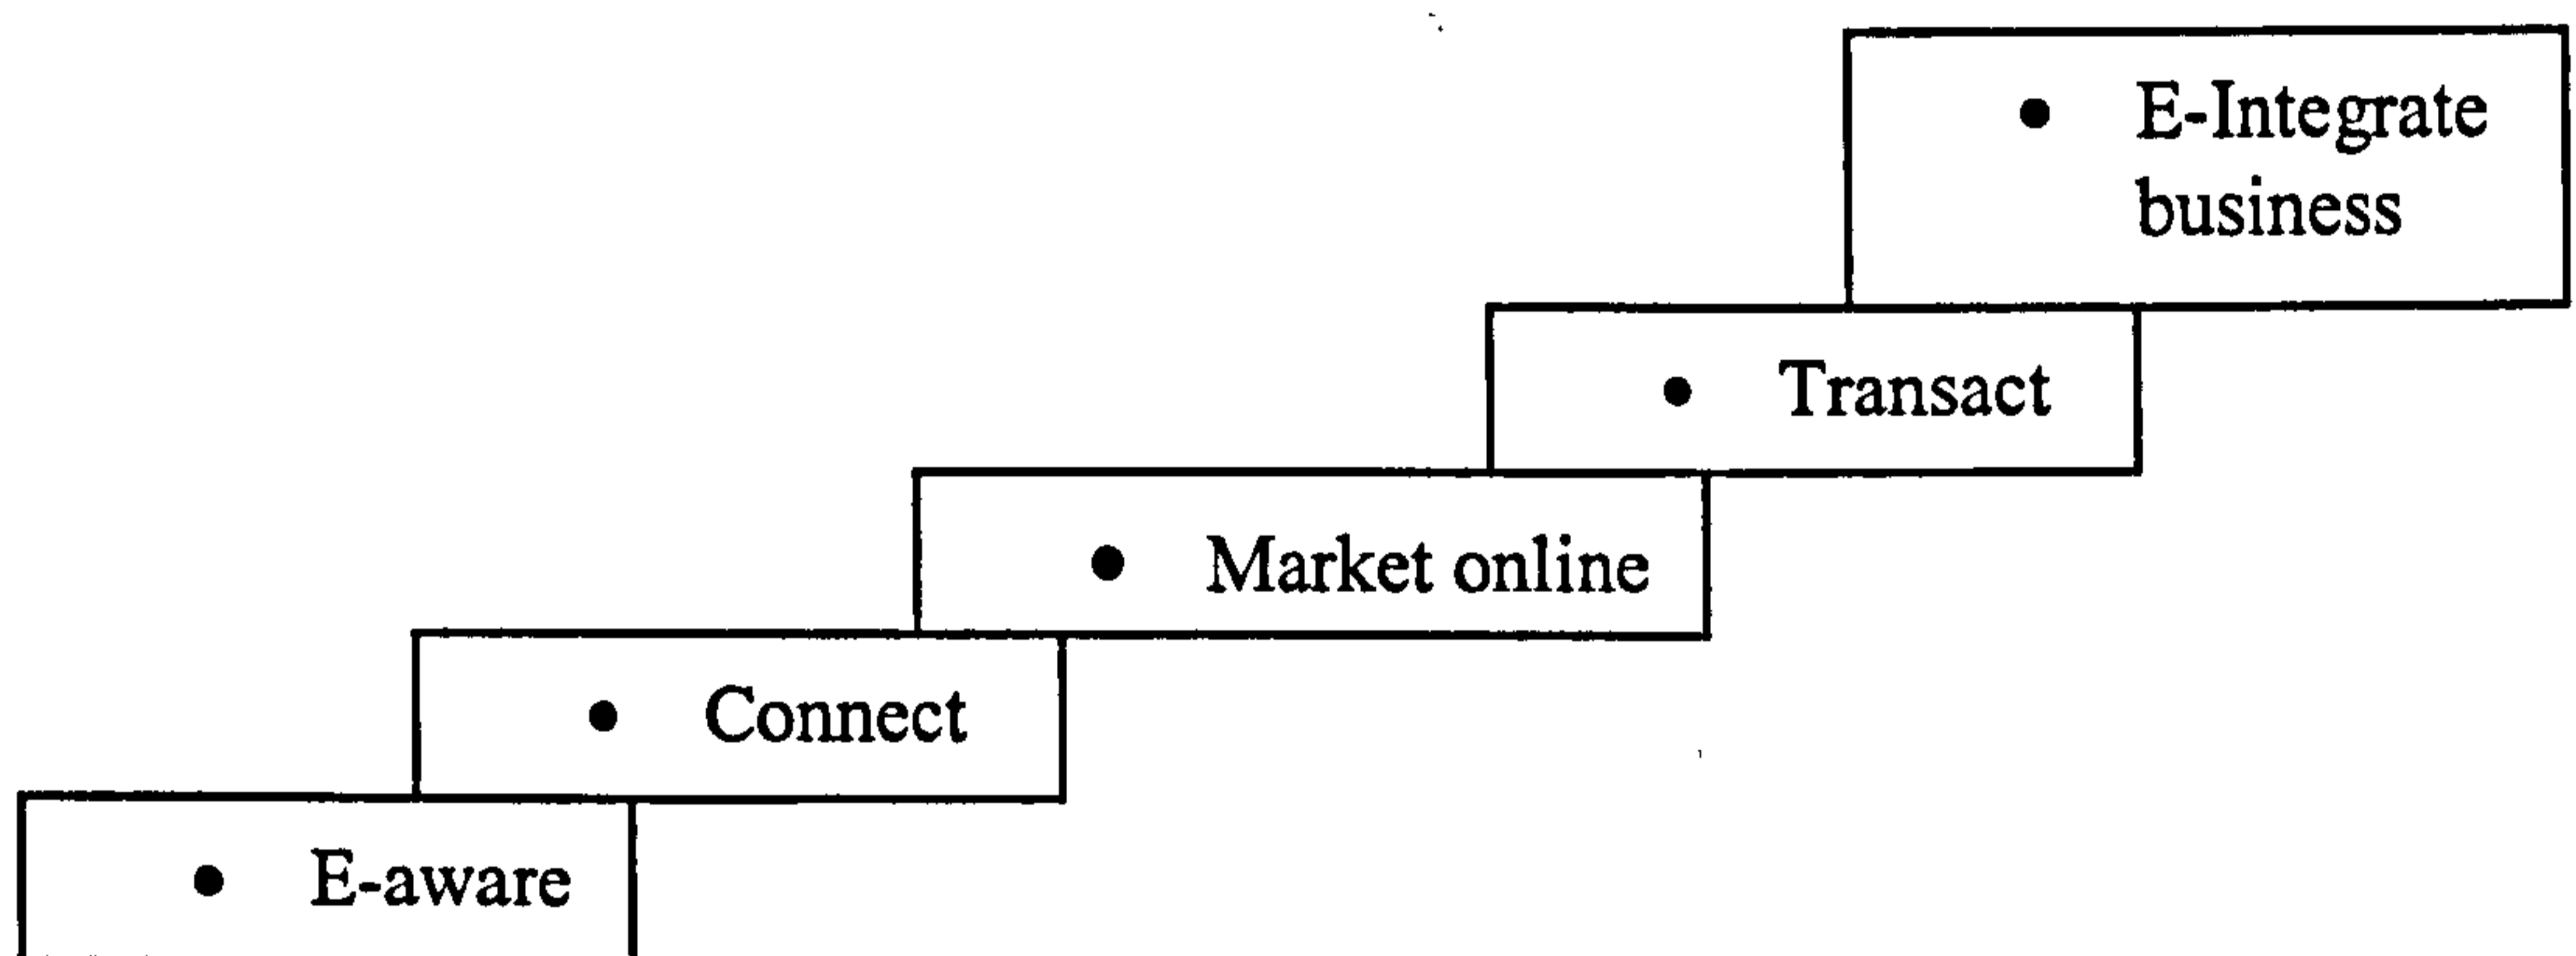 • E-Integrate
business
• Transact
• Market online
• Connect
• E-aware